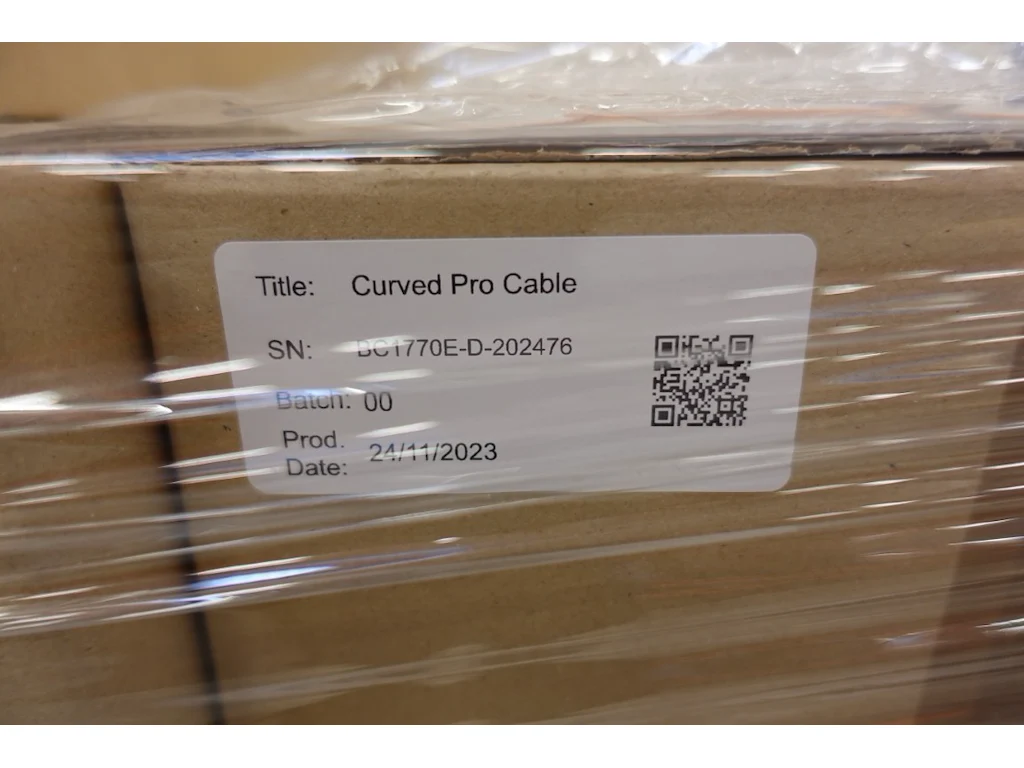 Title: Curved Pro Cable
SN: BC1770E-D-202476
Batch: 00
Prod.
Date: 24/11/2023